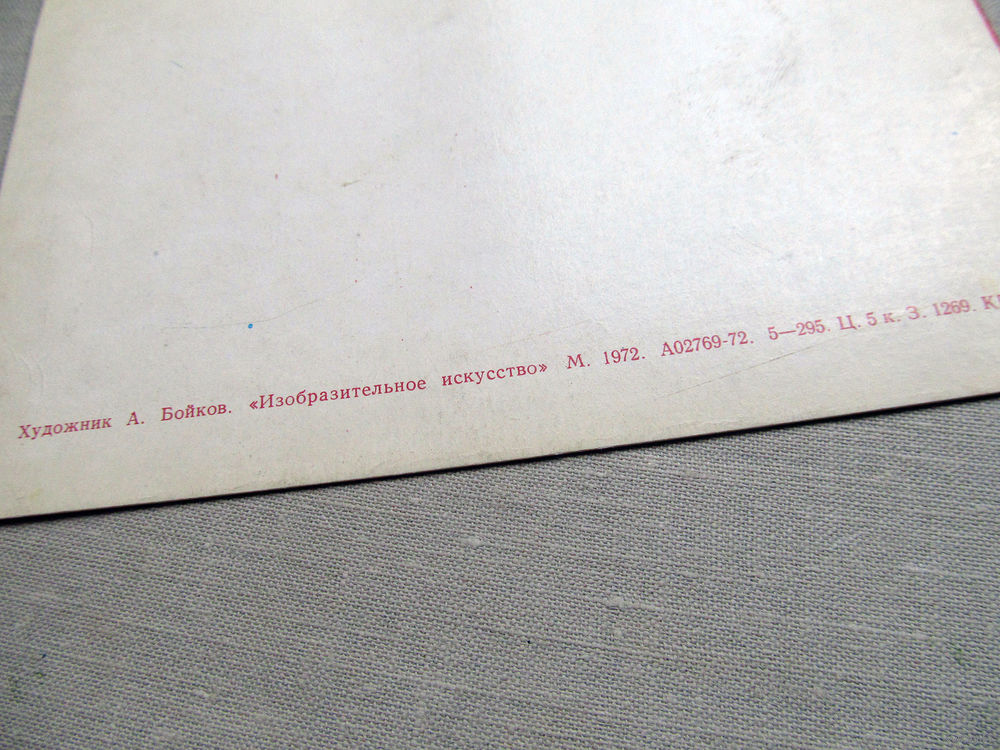 Художник А. Бойков. «Изобразительное искусство» М. 1972. А02769-72. 5—295. Ц. 5 к. З. 1269.